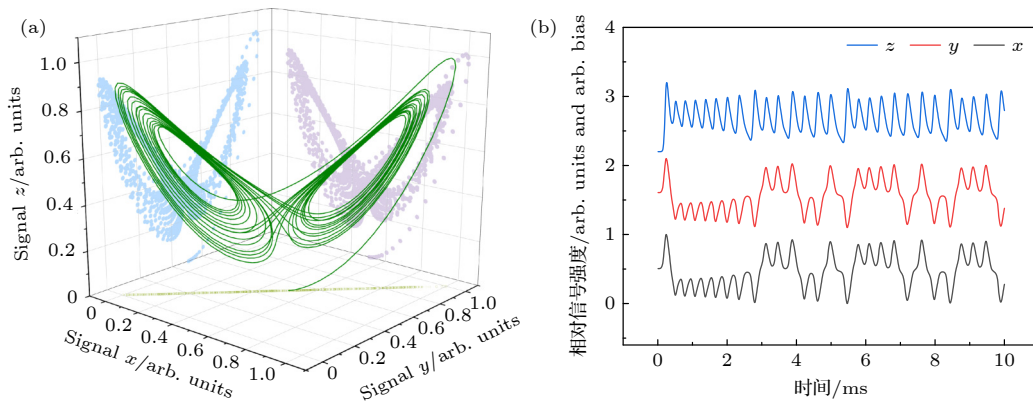 (a)
Signal z/arb. units
1.0
0.8
0.6
0.4
0.2
0
0
0.2
0.4
0.6
0.8
1.0
Signal x/arb. units
0
0.2
0.4
0.6
0.8
1.0
Signal y/arb. units
(b)
相对信号强度/arb. units and arb. bias
4
3
2
1
0
z y x
0 2 4 6 8 10
时间/ms